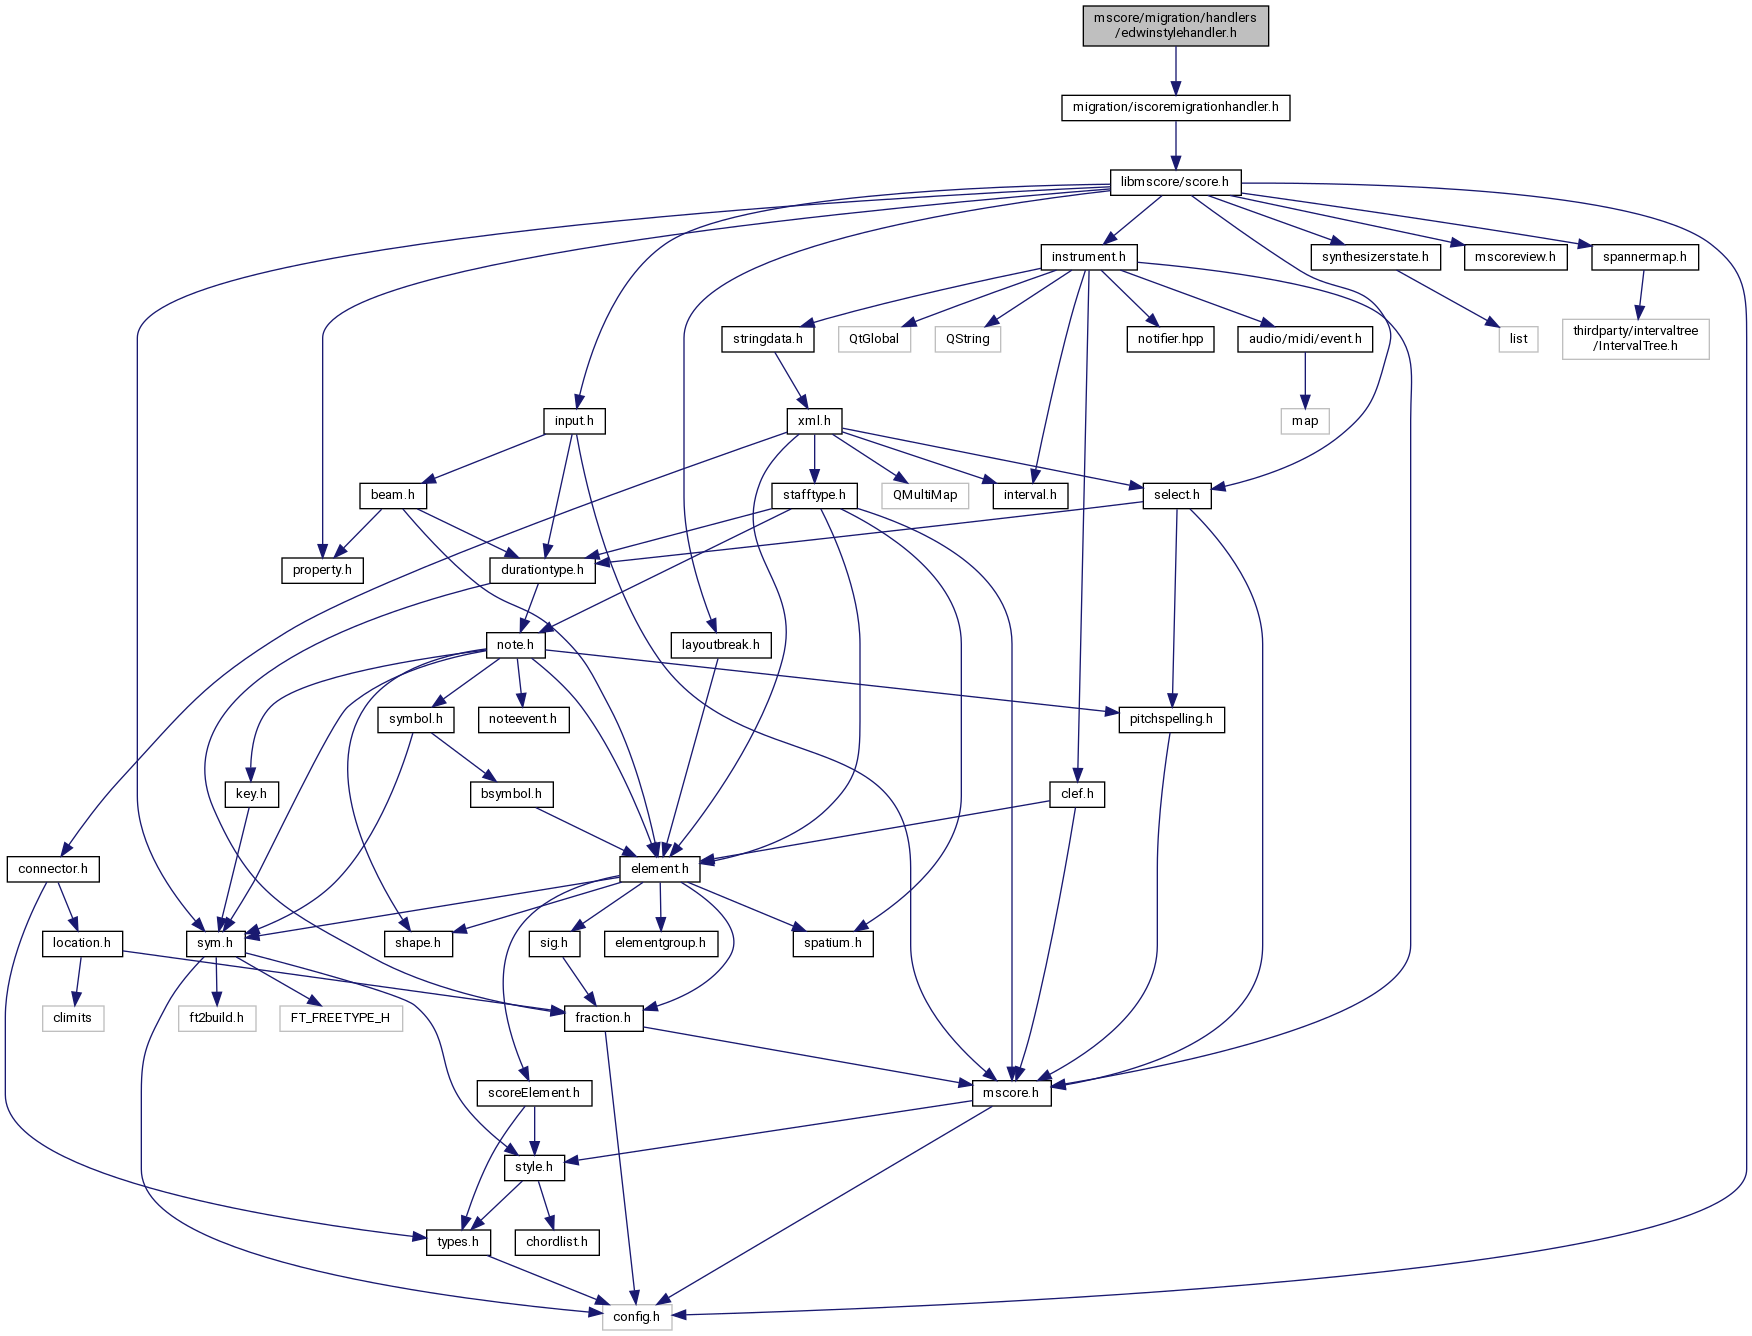 mscore/migration/handlers
/edwinstylehandler.h
migration/iscoremigrationhandler.h
libmscore/score.h
instrument.h
synthesizerstate.h
mscoreview.h
spannermap.h
stringdata.h
QtGlobal
QString
notifier.hpp
audio/midi/event.h
list
thirdparty/intervaltree
/IntervalTree.h
input.h
xml.h
map
beam.h
stafftype.h
QMultiMap
interval.h
select.h
property.h
durationtype.h
note.h
layoutbreak.h
symbol.h
noteevent.h
pitchspelling.h
key.h
bsymbol.h
clef.h
connector.h
element.h
location.h
sym.h
shape.h
sig.h
elementgroup.h
spatium.h
climits
ft2build.h
FT_FREETYPE_H
fraction.h
scoreElement.h
mscore.h
style.h
types.h
chordlist.h
config.h